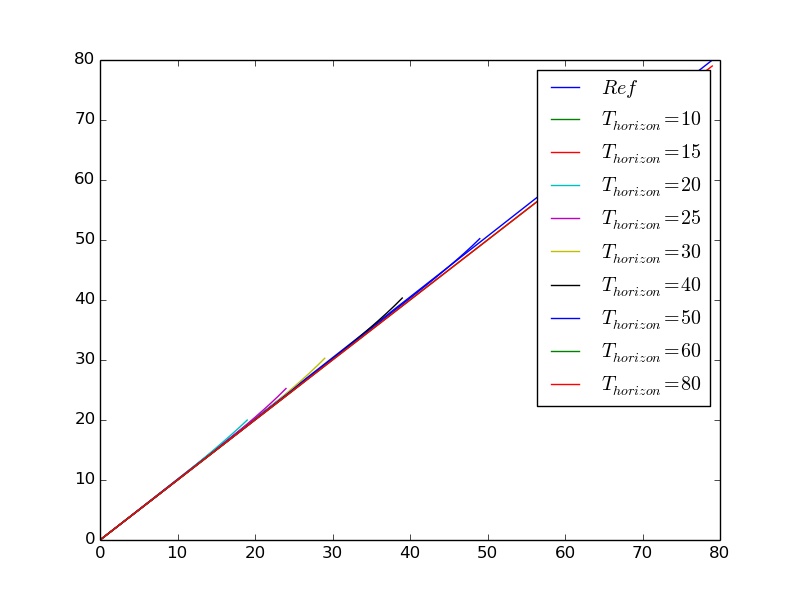 80
70
60
50
40
30
20
10
0
0 10 20 30 40 50 60 70 80
Ref
T_horizon = 10
T_horizon = 15
T_horizon = 20
T_horizon = 25
T_horizon = 30
T_horizon = 40
T_horizon = 50
T_horizon = 60
T_horizon = 80